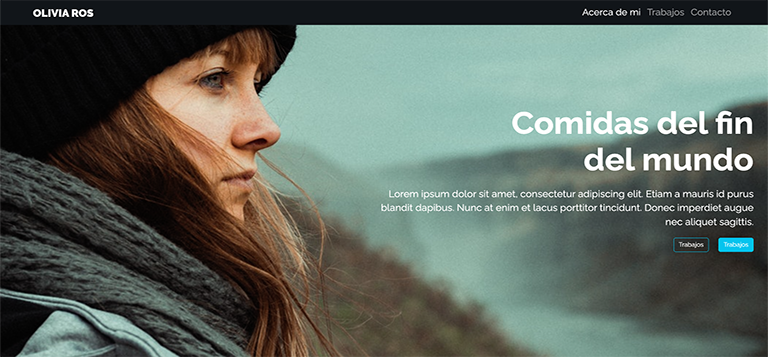 OLIVIA ROS
Acerca de mi Trabajos Contacto
Comidas del fin
del mundo
Lorem ipsum dolor sit amet, consectetur adipiscing elit. Etiam a mauris id purus
blandit dapibus. Nunc at enim et lacus porttitor tincidunt. Donec imperdiet augue
nec aliquet sagittis.
Trabajos Trabajos